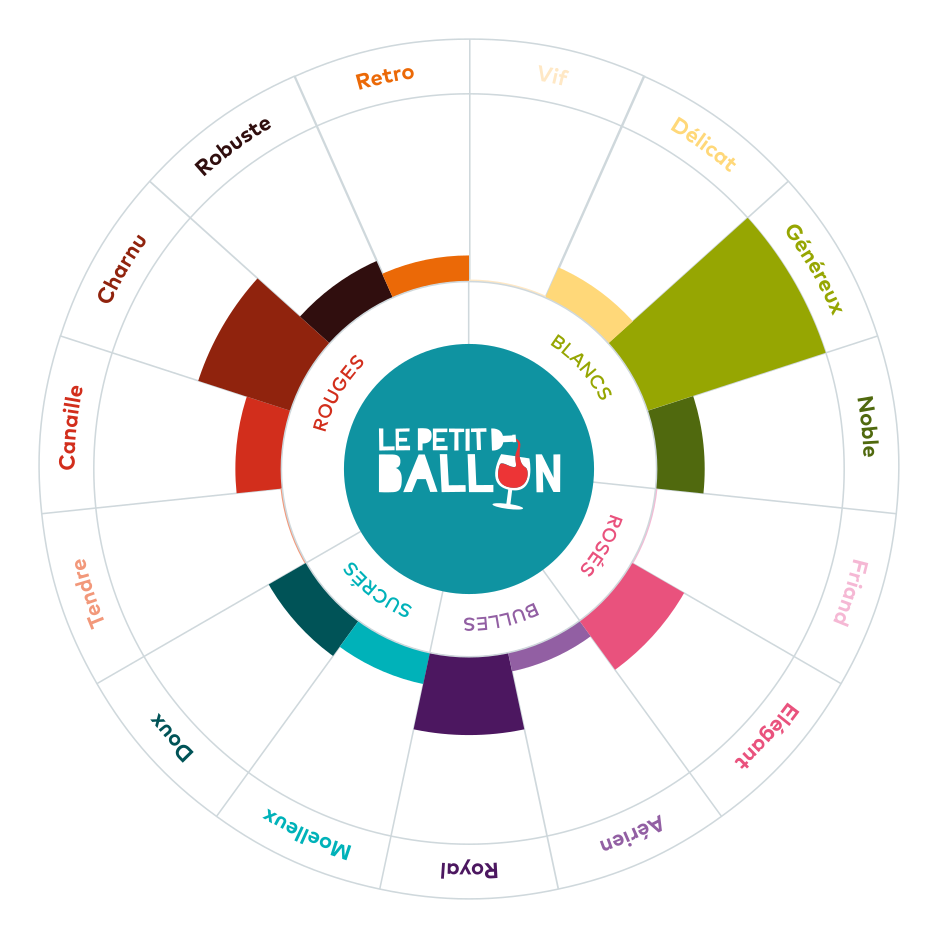 Retro
Vif
Délicat
Généreux
Noble
Friand
Elégant
Aérien
Royal
Moelleux
Doux
Tendre
Canaille
Charnu
Robuste
BLANCS
ROSÉS
BULLES
SUCRÉS
ROUGES
LE PETIT
BALLON